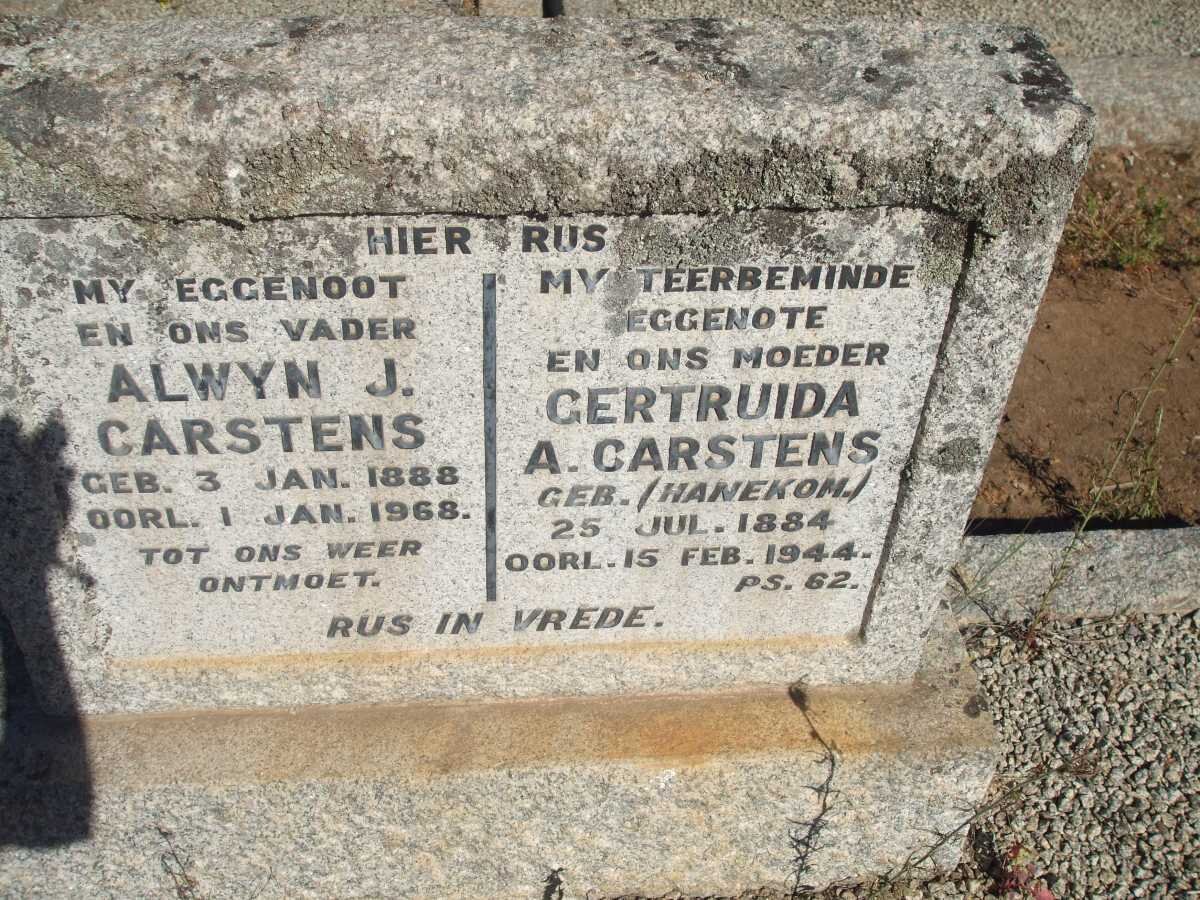 HIER RUS
MY EGGENOOT
EN ONS VADER
ALWYN J.
CARSTENS
GEB. 3 JAN. 1888
OORL. 1 JAN. 1968.
TOT ONS WEER
ONTMOET.
MY TEERBEMINDE
EGGENOTE
EN ONS MOEDER
GERTRUIDA
A. CARSTENS
GEB. (HANEKOM.)
25 JUL. 1884
OORL. 15 FEB. 1944.
PS. 62.
RUS IN VREDE.